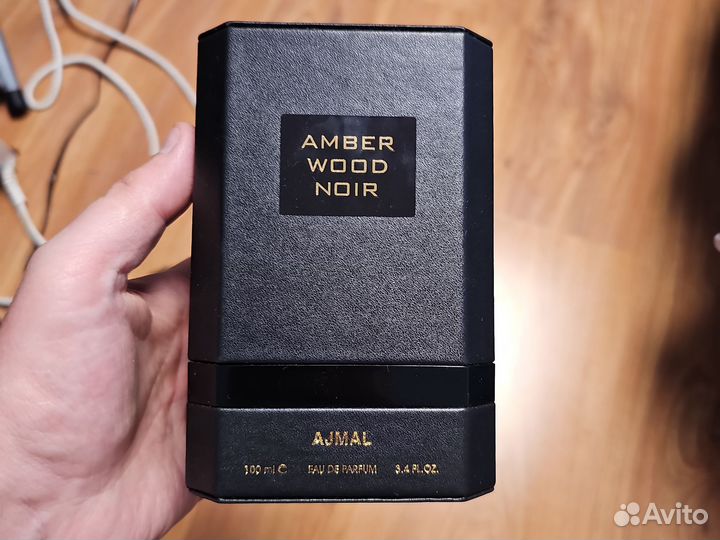 AMBER
WOOD
NOIR
AJMAL
100 ml ℮ EAU DE PARFUM 3.4 FL.OZ.
Avito